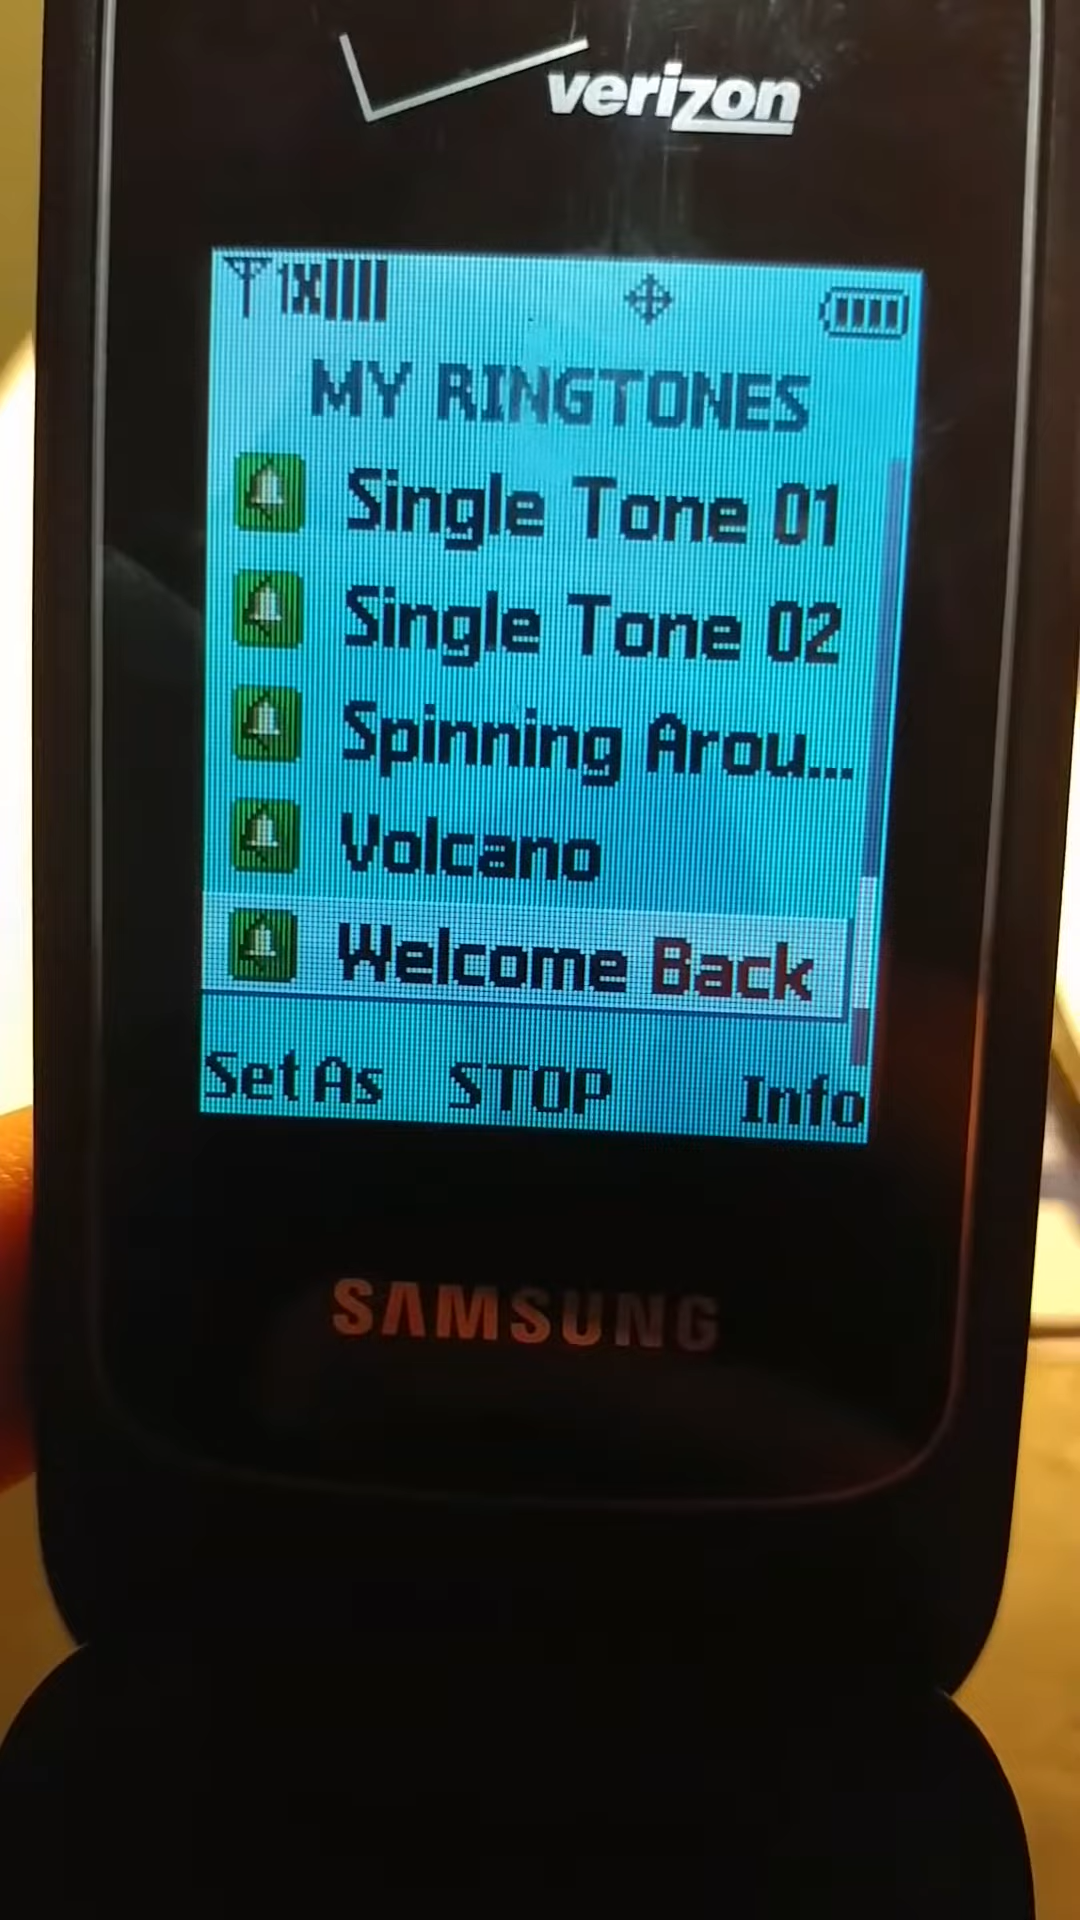 verizon
1X
MY RINGTONES
Single Tone 01
Single Tone 02
Spinning Arou...
Volcano
Welcome Back
Set As STOP Info
SAMSUNG